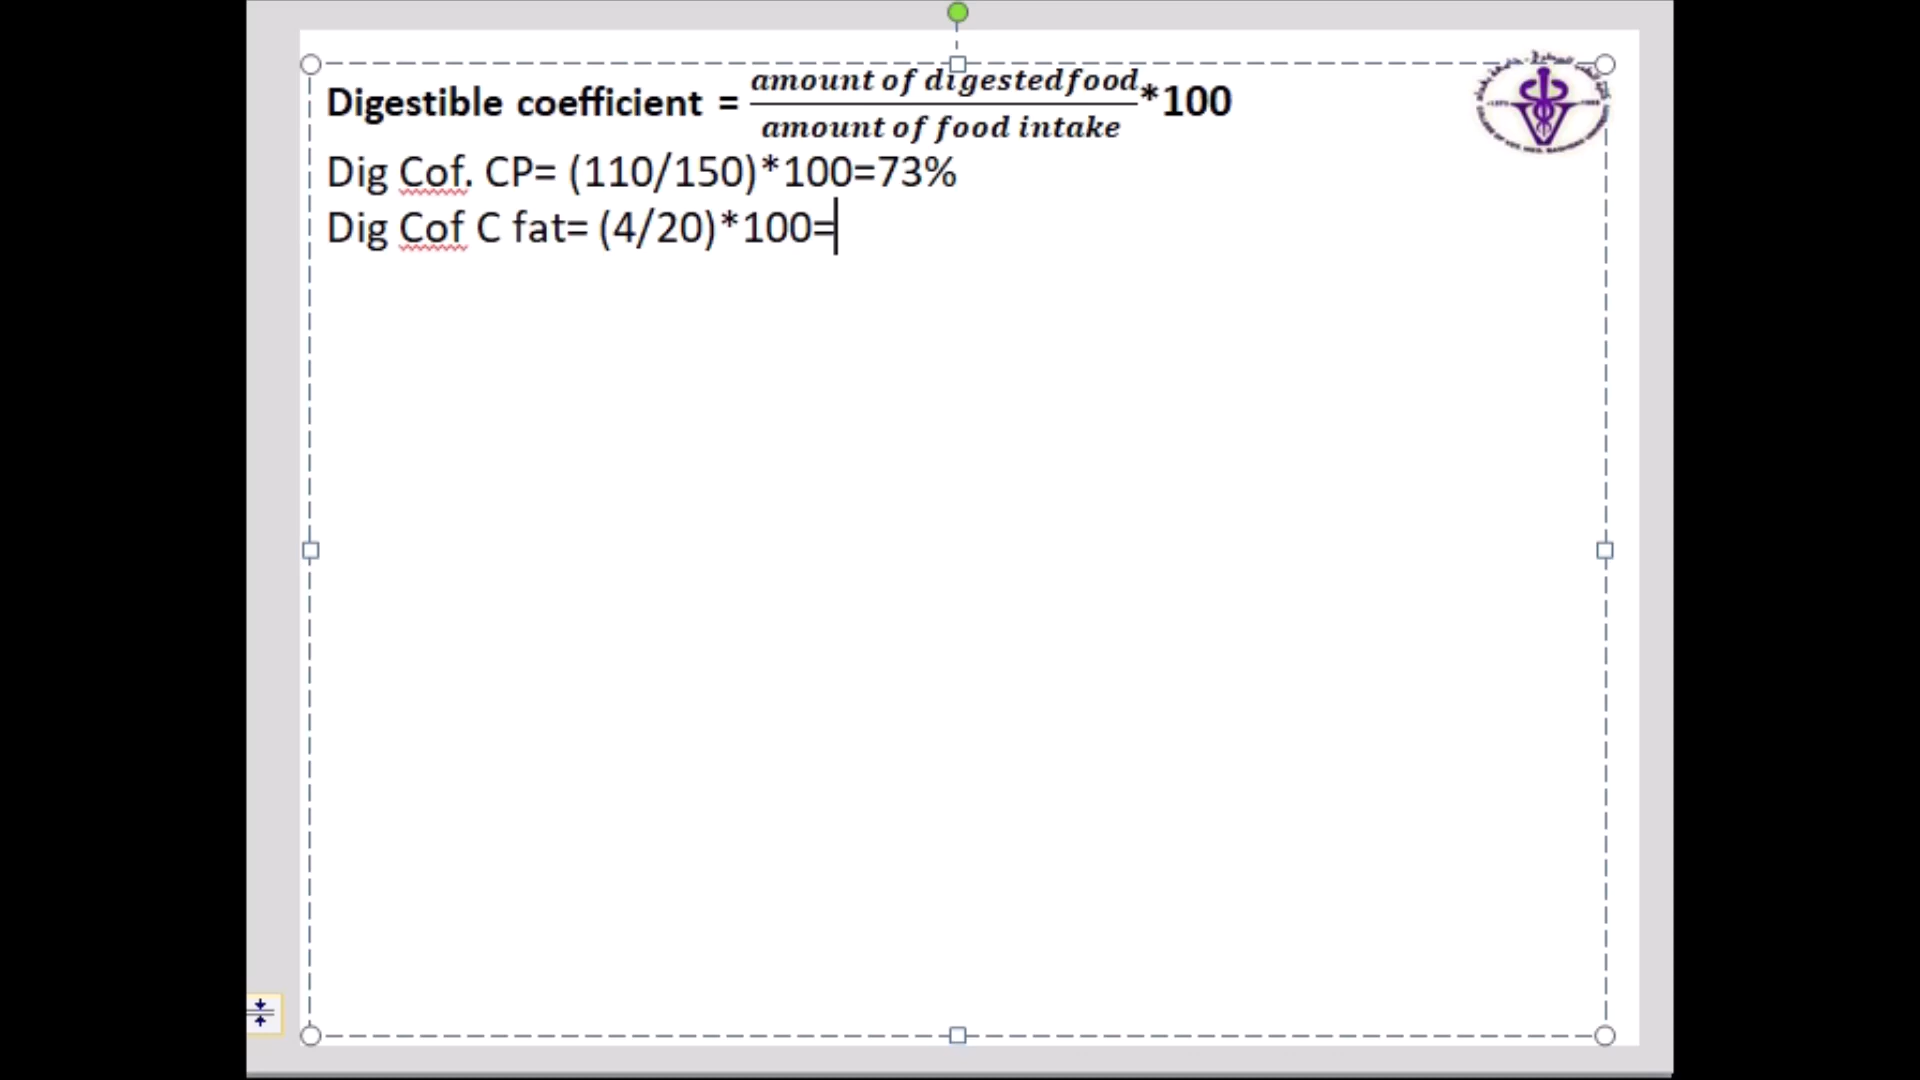 Digestible coefficient = amount of digestedfood / amount of food intake *100
Dig Cof. CP= (110/150)*100=73%
Dig Cof C fat= (4/20)*100=